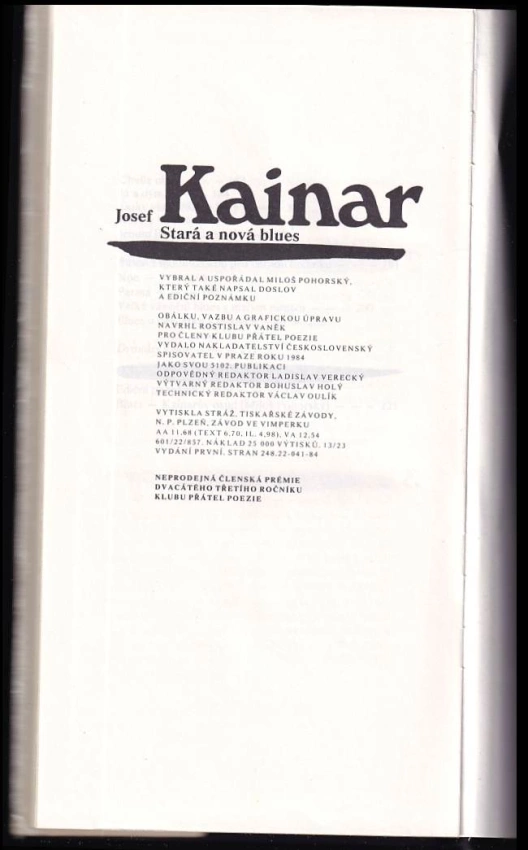 Josef Kainar
Stará a nová blues
VYBRAL A USPOŘÁDAL MILOŠ POHORSKÝ,
KTERÝ TAKÉ NAPSAL DOSLOV
A EDIČNÍ POZNÁMKU
OBÁLKU, VAZBU A GRAFICKOU ÚPRAVU
NAVRHL ROSTISLAV VANĚK
PRO ČLENY KLUBU PŘÁTEL POEZIE
VYDALO NAKLADATELSTVÍ ČESKOSLOVENSKÝ
SPISOVATEL V PRAZE ROKU 1984
JAKO SVOU 5102. PUBLIKACI
ODPOVĚDNÝ REDAKTOR LADISLAV VERECKÝ
VÝTVARNÝ REDAKTOR BOHUSLAV HOLÝ
TECHNICKÝ REDAKTOR VÁCLAV OULÍK
VYTISKLA STRÁŽ, TISKAŘSKÉ ZÁVODY,
N. P. PLZEŇ, ZÁVOD VE VIMPERKU
AA 11,68 (TEXT 6,70, IL. 4,98), VA 12,54
601/22/857. NÁKLAD 25 000 VÝTISKŮ. 13/23
VYDÁNÍ PRVNÍ. STRAN 248. 22-041-84
NEPRODEJNÁ ČLENSKÁ PRÉMIE
DVACÁTÉHO TŘETÍHO ROČNÍKU
KLUBU PŘÁTEL POEZIE